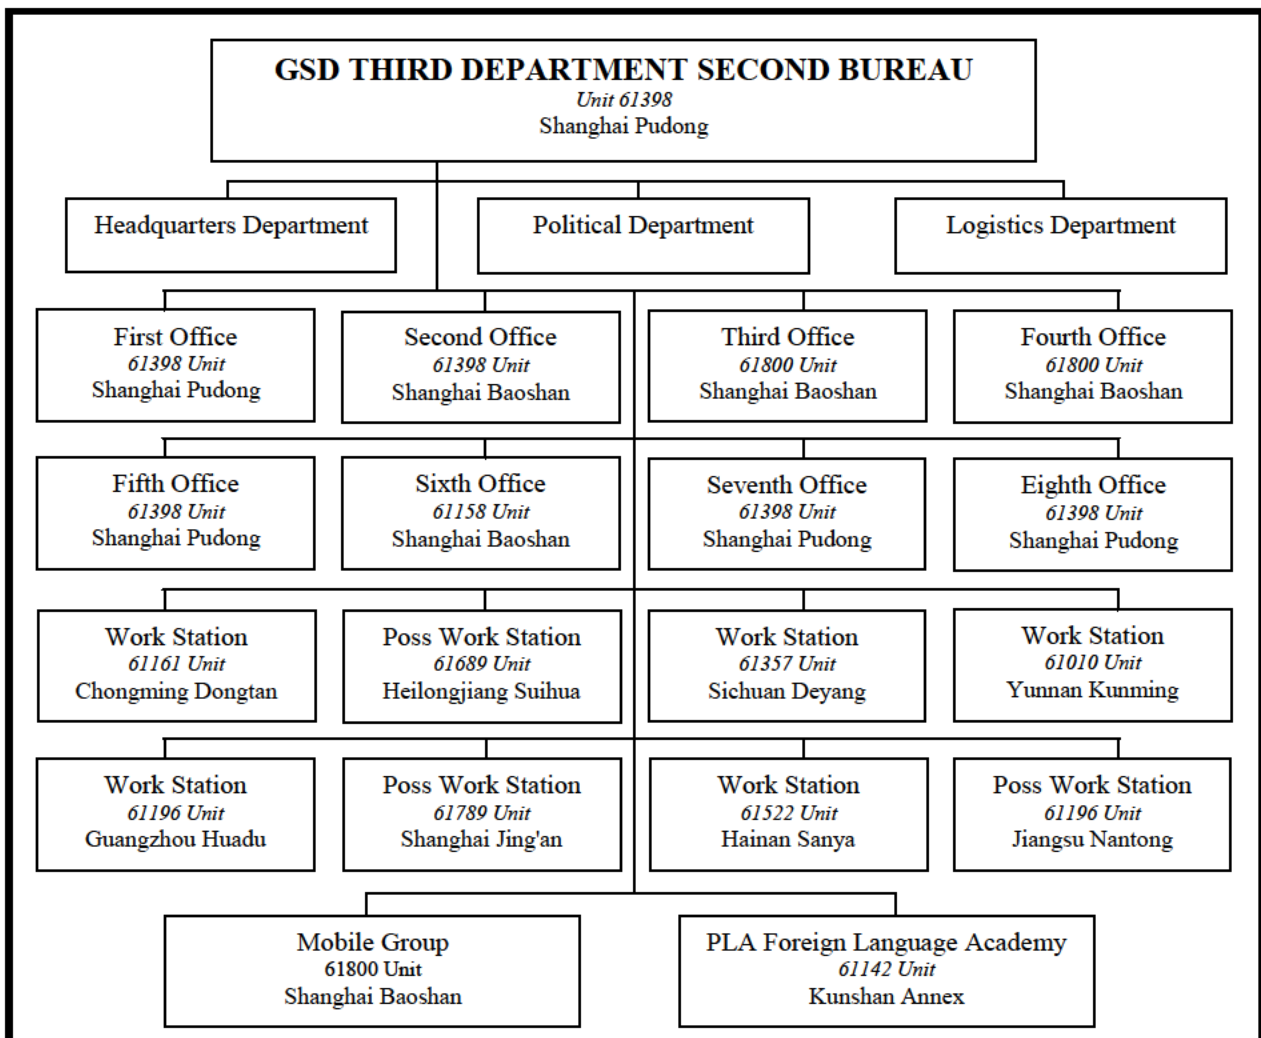 GSD THIRD DEPARTMENT SECOND BUREAU
Unit 61398
Shanghai Pudong
Headquarters Department
Political Department
Logistics Department
First Office
61398 Unit
Shanghai Pudong
Second Office
61398 Unit
Shanghai Baoshan
Third Office
61800 Unit
Shanghai Baoshan
Fourth Office
61800 Unit
Shanghai Baoshan
Fifth Office
61398 Unit
Shanghai Pudong
Sixth Office
61158 Unit
Shanghai Baoshan
Seventh Office
61398 Unit
Shanghai Pudong
Eighth Office
61398 Unit
Shanghai Pudong
Work Station
61161 Unit
Chongming Dongtan
Poss Work Station
61689 Unit
Heilongjiang Suihua
Work Station
61357 Unit
Sichuan Deyang
Work Station
61010 Unit
Yunnan Kunming
Work Station
61196 Unit
Guangzhou Huadu
Poss Work Station
61789 Unit
Shanghai Jing'an
Work Station
61522 Unit
Hainan Sanya
Poss Work Station
61196 Unit
Jiangsu Nantong
Mobile Group
61800 Unit
Shanghai Baoshan
PLA Foreign Language Academy
61142 Unit
Kunshan Annex